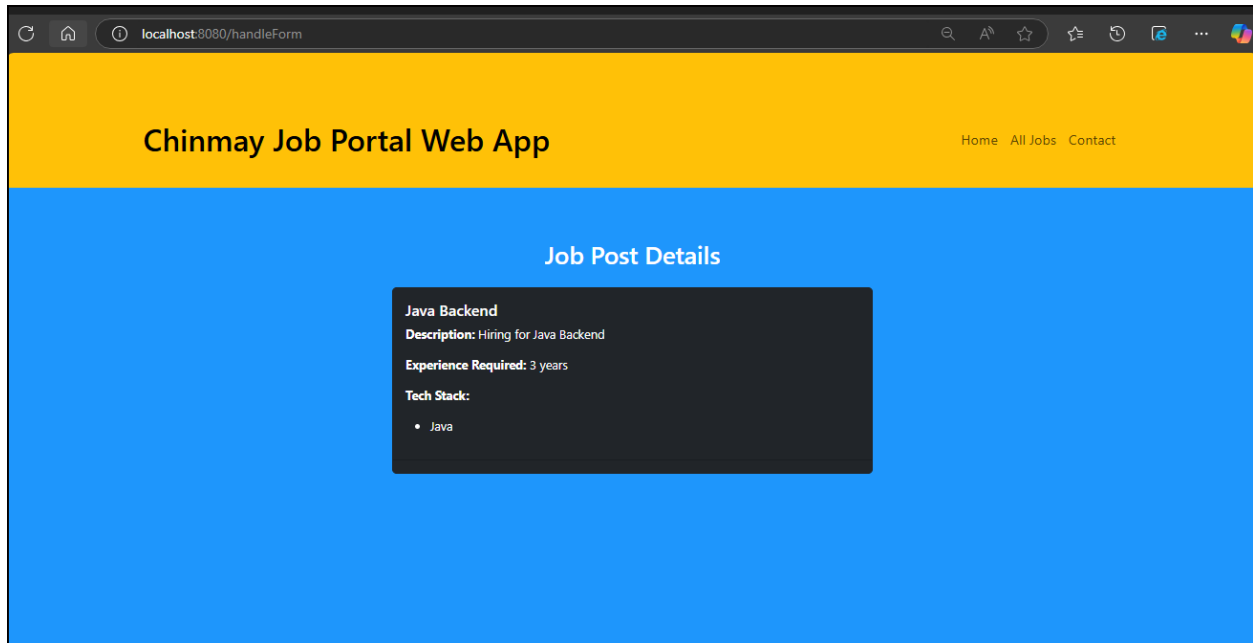 localhost:8080/handleForm
Chinmay Job Portal Web App
Home All Jobs Contact
Job Post Details
Java Backend
Description: Hiring for Java Backend
Experience Required: 3 years
Tech Stack:
• Java